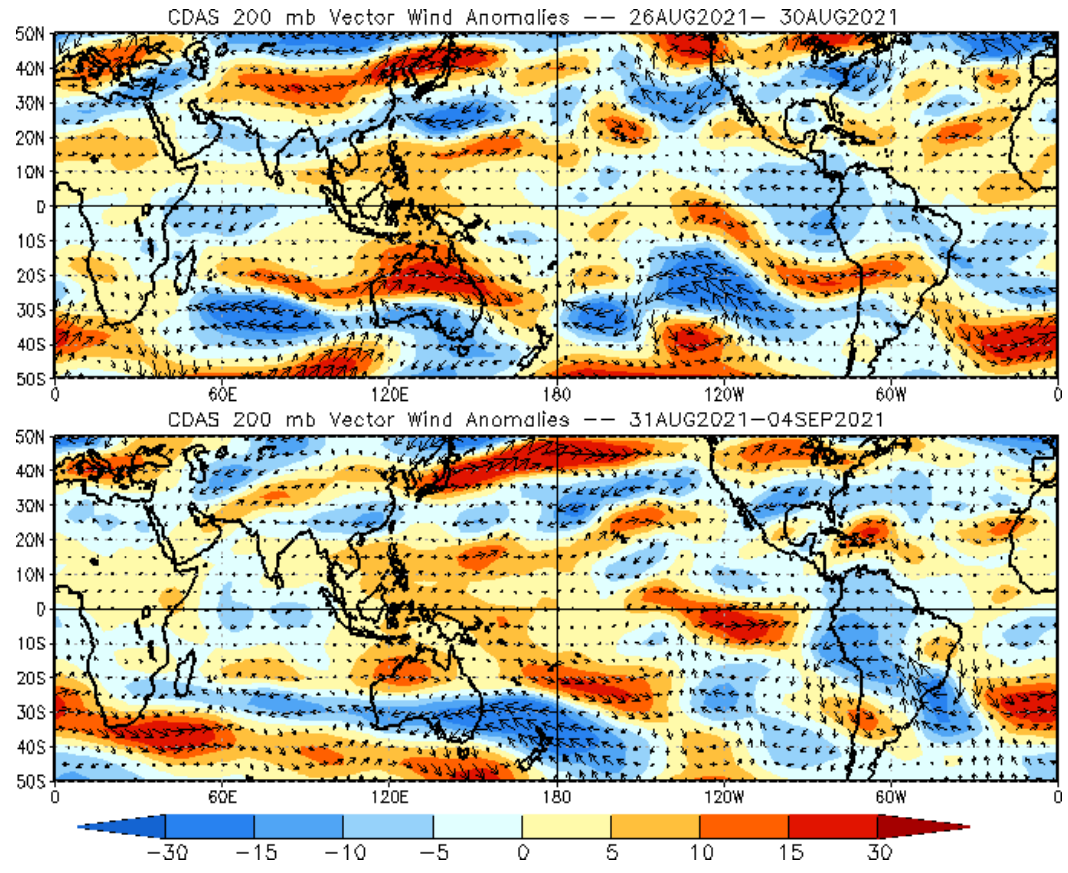 CDAS 200 mb Vector Wind Anomalies -- 26AUG2021- 30AUG2021
50N
40N
30N
20N
10N
0
10S
20S
30S
40S
50S
0 60E 120E 180 120W 60W 0
CDAS 200 mb Vector Wind Anomalies -- 31AUG2021-04SEP2021
50N
40N
30N
20N
10N
0
10S
20S
30S
40S
50S
0 60E 120E 180 120W 60W 0
-30 -15 -10 -5 0 5 10 15 30